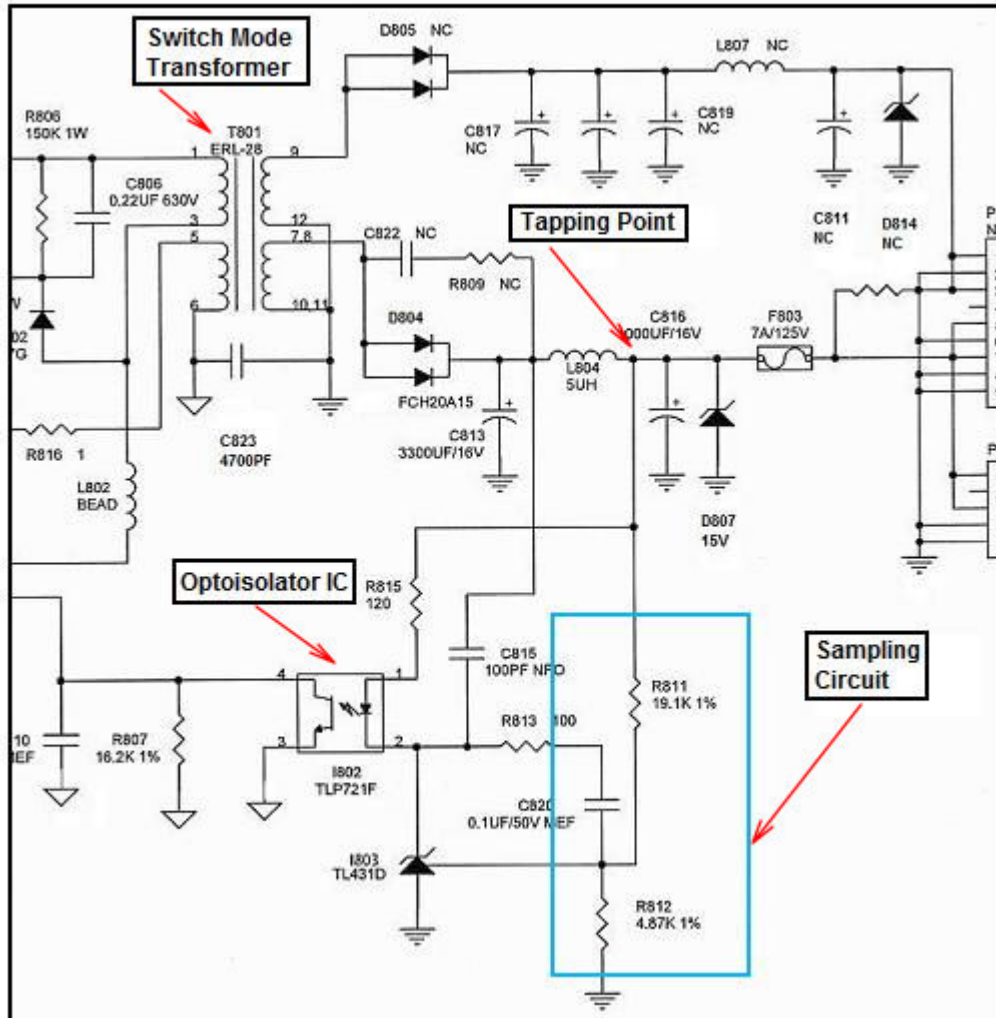 Switch Mode
Transformer
D805 NC
L807 NC
R806
150K 1W
T801
ERL-28
C806
0.22UF 630V
1
3
5
6
9
12
7,8
10,11
C817
NC
C819
NC
C811
NC
D814
NC
P
N
Tapping Point
C822 NC
R809 NC
D804
FCH20A15
C816
000UF/16V
F803
7A/125V
L804
5UH
C813
3300UF/16V
C823
4700PF
R816 1
L802
BEAD
D807
15V
P
Optoisolator IC
R815
120
C815
100PF NPO
4
1
3
2
I802
TLP721F
R807
16.2K 1%
10
MEF
R813 100
R811
19.1K 1%
Sampling
Circuit
C820
0.1UF/50V MEF
I803
TL431D
R812
4.87K 1%